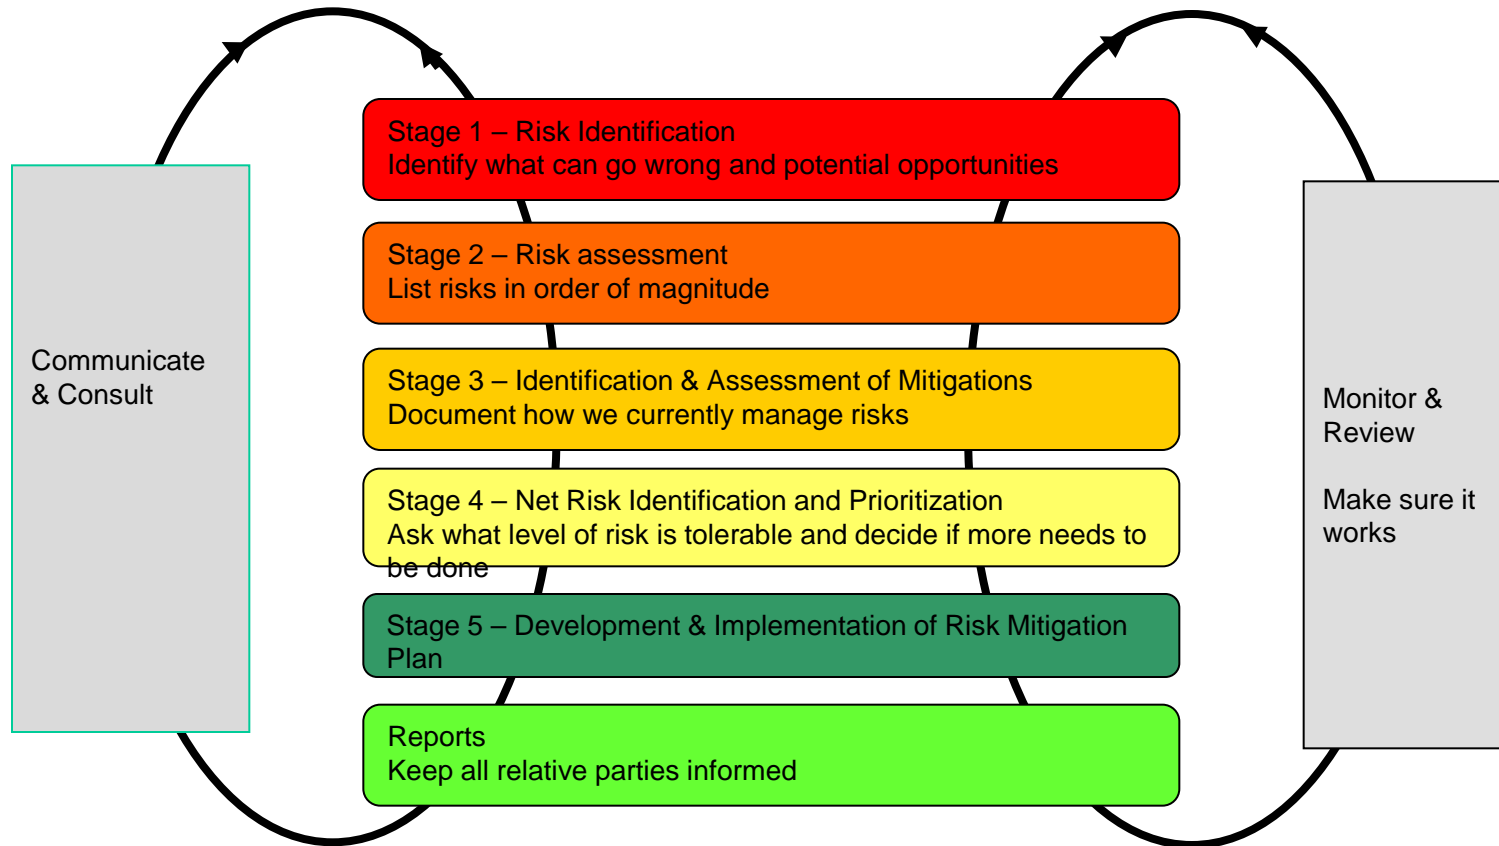 Stage 1 – Risk Identification
Identify what can go wrong and potential opportunities
Stage 2 – Risk assessment
List risks in order of magnitude
Communicate
& Consult
Stage 3 – Identification & Assessment of Mitigations
Document how we currently manage risks
Stage 4 – Net Risk Identification and Prioritization
Ask what level of risk is tolerable and decide if more needs to
be done
Stage 5 – Development & Implementation of Risk Mitigation
Plan
Reports
Keep all relative parties informed
Monitor &
Review
Make sure it
works